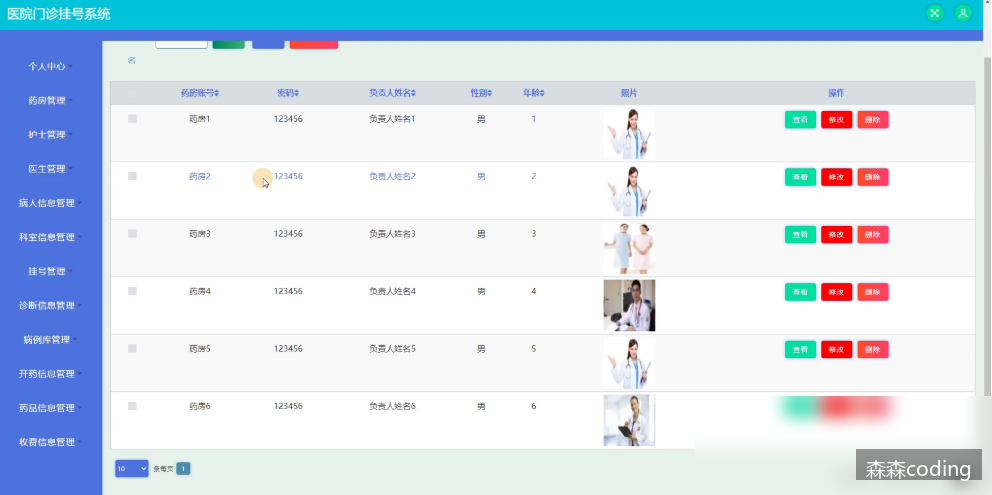 医院门诊挂号系统
个人中心
药房管理
护士管理
医生管理
病人信息管理
科室信息管理
挂号管理
诊断信息管理
病例库管理
开药信息管理
药品信息管理
收费信息管理
名
药房账号 密码 负责人姓名 性别 年龄 照片 操作
药房1 123456 负责人姓名1 男 1 查看 修改 删除
药房2 123456 负责人姓名2 男 2 查看 修改 删除
药房3 123456 负责人姓名3 男 3 查看 修改 删除
药房4 123456 负责人姓名4 男 4 查看 修改 删除
药房5 123456 负责人姓名5 男 5 查看 修改 删除
药房6 123456 负责人姓名6 男 6
10 条每页 1
森森coding